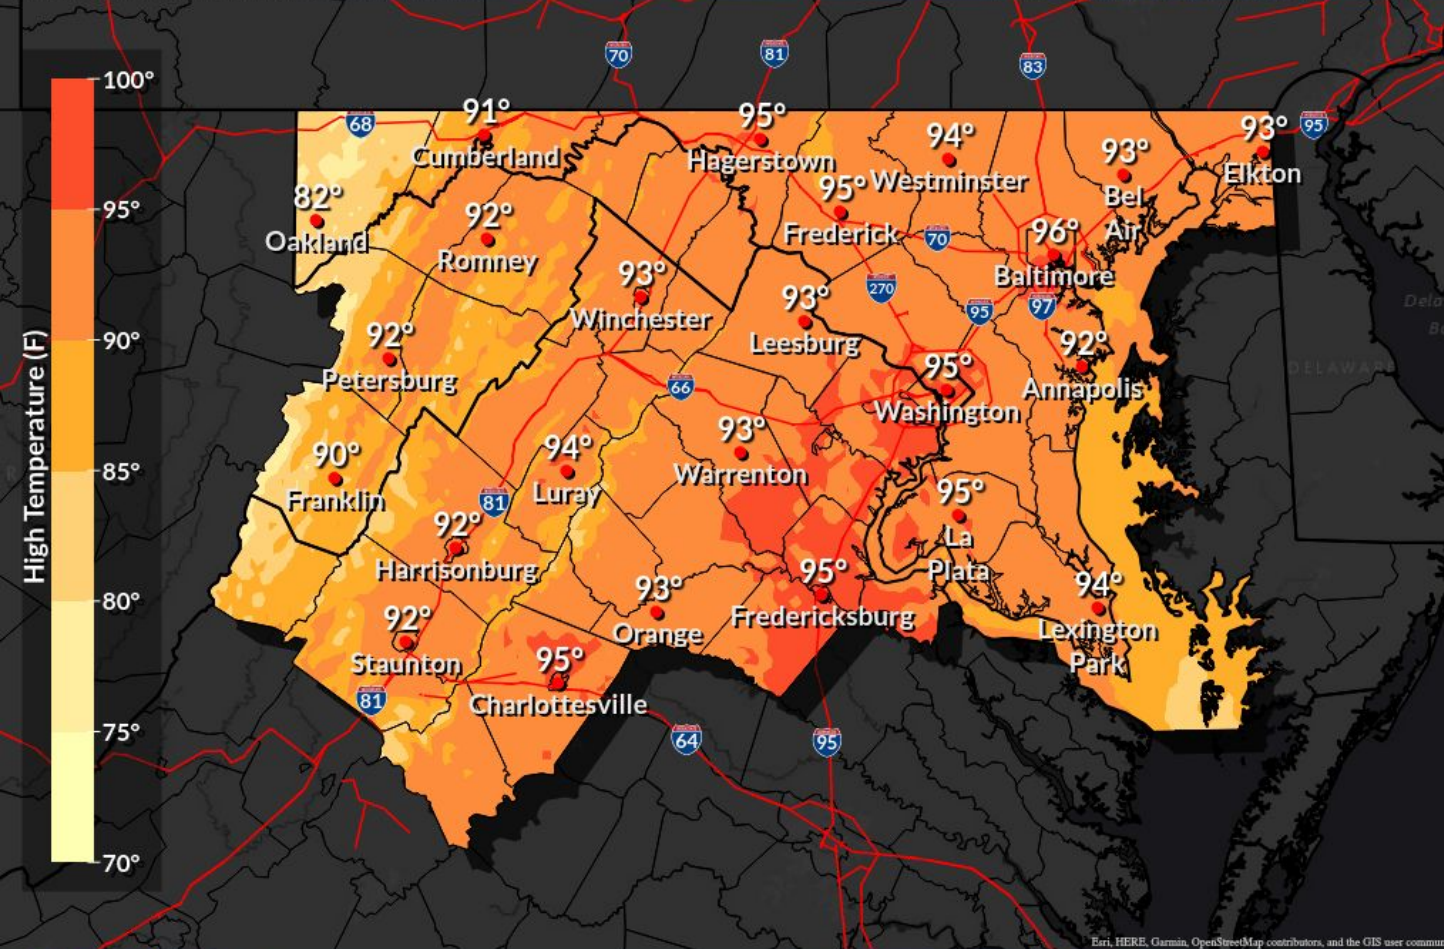 70
81
83
100°
95
91°
95°
93°
68
94°
Cumberland
93°
Hagerstown
Elkton
95°
Westminster
Bel
Air
82°
95°
92°
Frederick
70
96°
Oakland
Romney
Baltimore
93°
270
93°
95
97
Winchester
Leesburg
90°
92°
92°
Petersburg
66
95°
Annapolis
DELAWARE
Washington
High Temperature (F)
93°
94°
90°
Warrenton
85°
Franklin
Luray
81
95°
La
Plata
92°
Harrisonburg
95°
94°
93°
80°
92°
Fredericksburg
Orange
Lexington
Park
Staunton
95°
81
Charlottesville
75°
64
95
70°
Esri, HERE, Garmin, OpenStreetMap contributors, and the GIS user commu